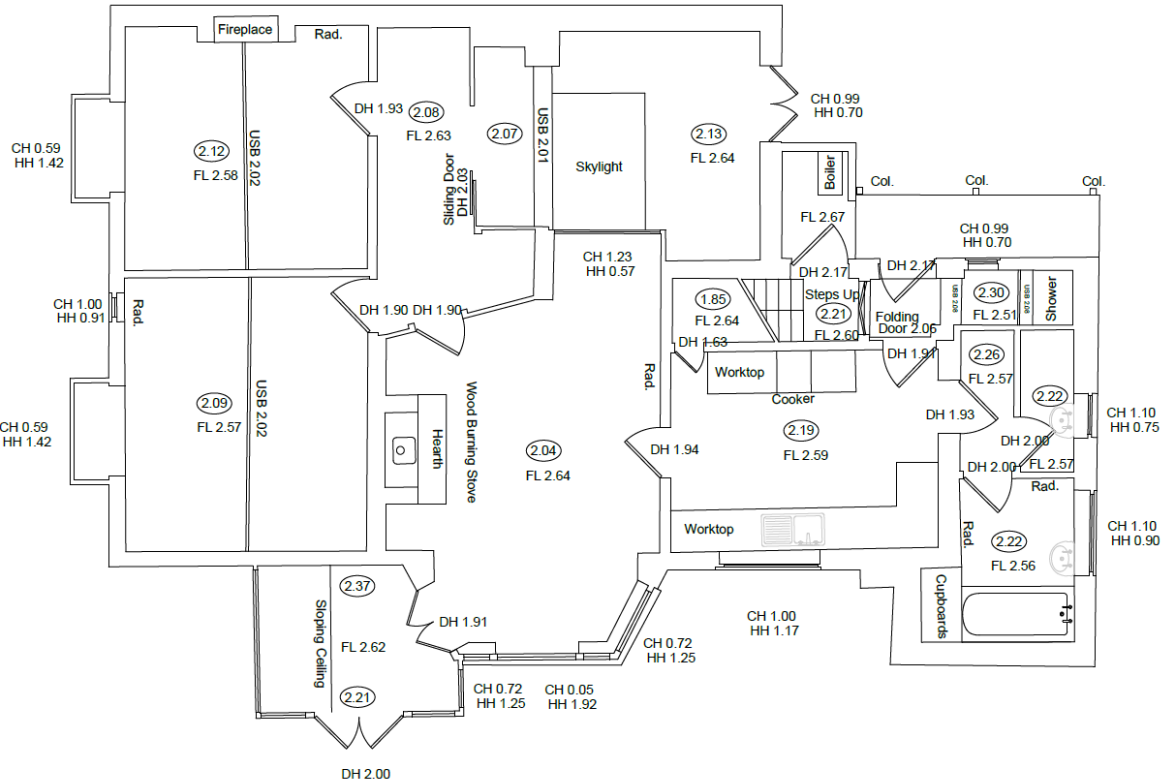 Fireplace
Rad.
CH 0.59
HH 1.42
2.12
FL 2.58
USB 2.02
DH 1.93
2.08
FL 2.63
Sliding Door
DH 2.03
2.07
USB 2.01
Skylight
2.13
FL 2.64
CH 0.99
HH 0.70
Boiler
FL 2.67
Col.
Col.
Col.
CH 0.99
HH 0.70
CH 1.00
HH 0.91
Rad.
DH 1.90
DH 1.90
CH 1.23
HH 0.57
DH 2.17
DH 2.17
1.85
FL 2.64
DH 1.63
Steps Up
2.21
FL 2.60
Folding
Door 2.06
USB 2.08
2.30
FL 2.51
USB 2.08
Shower
CH 0.59
HH 1.42
2.09
FL 2.57
USB 2.02
Hearth
Wood Burning Stove
2.04
FL 2.64
Rad.
DH 1.94
Worktop
Cooker
DH 1.91
2.19
FL 2.59
DH 1.93
2.26
FL 2.57
2.22
DH 2.00
FL 2.57
DH 2.00
CH 1.10
HH 0.75
Worktop
Rad.
Rad.
2.22
FL 2.56
CH 1.10
HH 0.90
Cupboards
2.37
Sloping Ceiling
FL 2.62
2.21
DH 1.91
CH 0.72
HH 1.25
CH 0.05
HH 1.92
CH 0.72
HH 1.25
CH 1.00
HH 1.17
DH 2.00